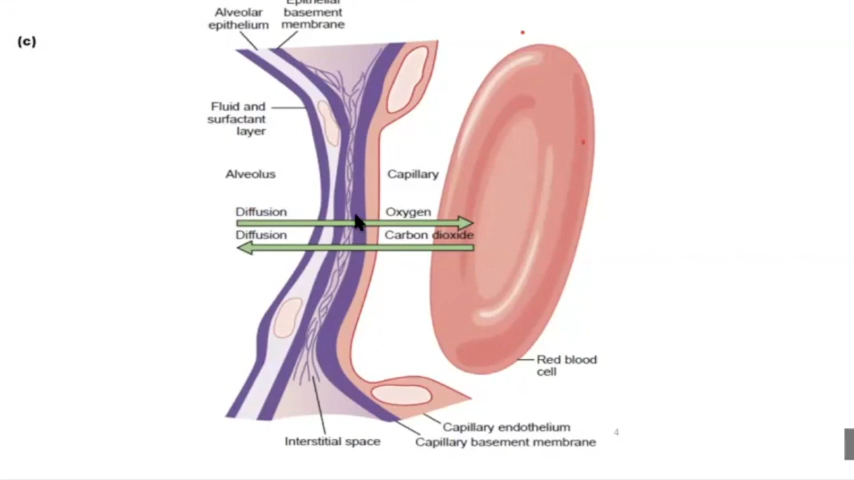 (c)
Alveolar
epithelium
Epithelial
basement
membrane
Fluid and
surfactant
layer
Alveolus
Capillary
Diffusion
Oxygen
Diffusion
Carbon dioxide
Red blood
cell
Capillary endothelium
4
Interstitial space
Capillary basement membrane